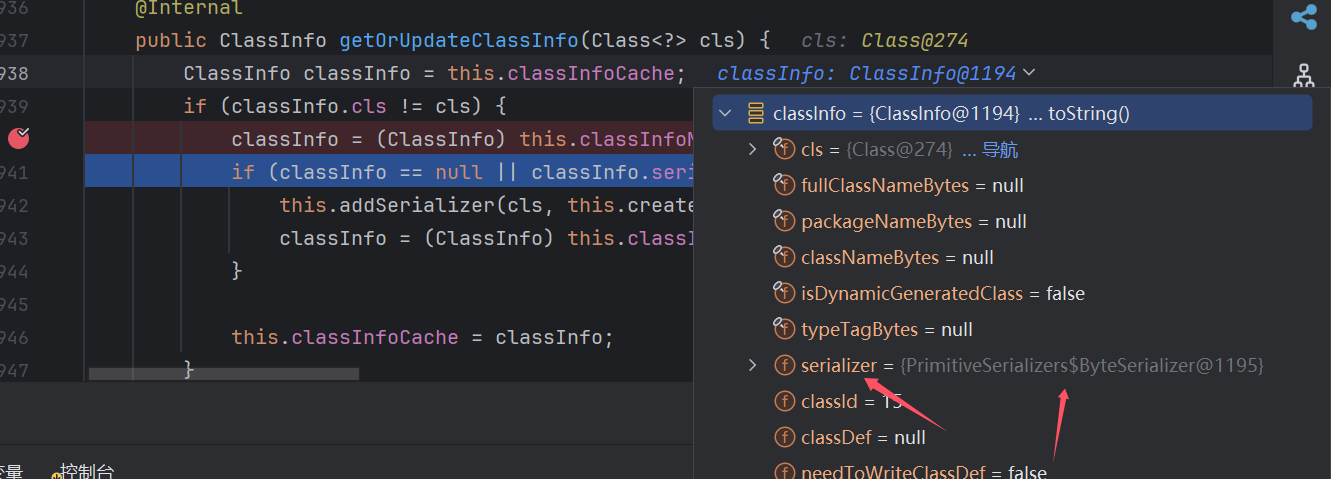 936 @Internal
937 public ClassInfo getOrUpdateClassInfo(Class<?> cls) { cls: Class@274
938 ClassInfo classInfo = this.classInfoCache; classInfo: ClassInfo@1194
939 if (classInfo.cls != cls) {
classInfo = (ClassInfo) this.classInfoM
941 if (classInfo == null || classInfo.seri
942 this.addSerializer(cls, this.create
943 classInfo = (ClassInfo) this.classI
944 }
945
946 this.classInfoCache = classInfo;
947 }
classInfo = {ClassInfo@1194} ... toString()
cls = {Class@274} ... 导航
fullClassNameBytes = null
packageNameBytes = null
classNameBytes = null
isDynamicGeneratedClass = false
typeTagBytes = null
serializer = {PrimitiveSerializers$ByteSerializer@1195}
classId = 15
classDef = null
needToWriteClassDef = false
变量 控制台